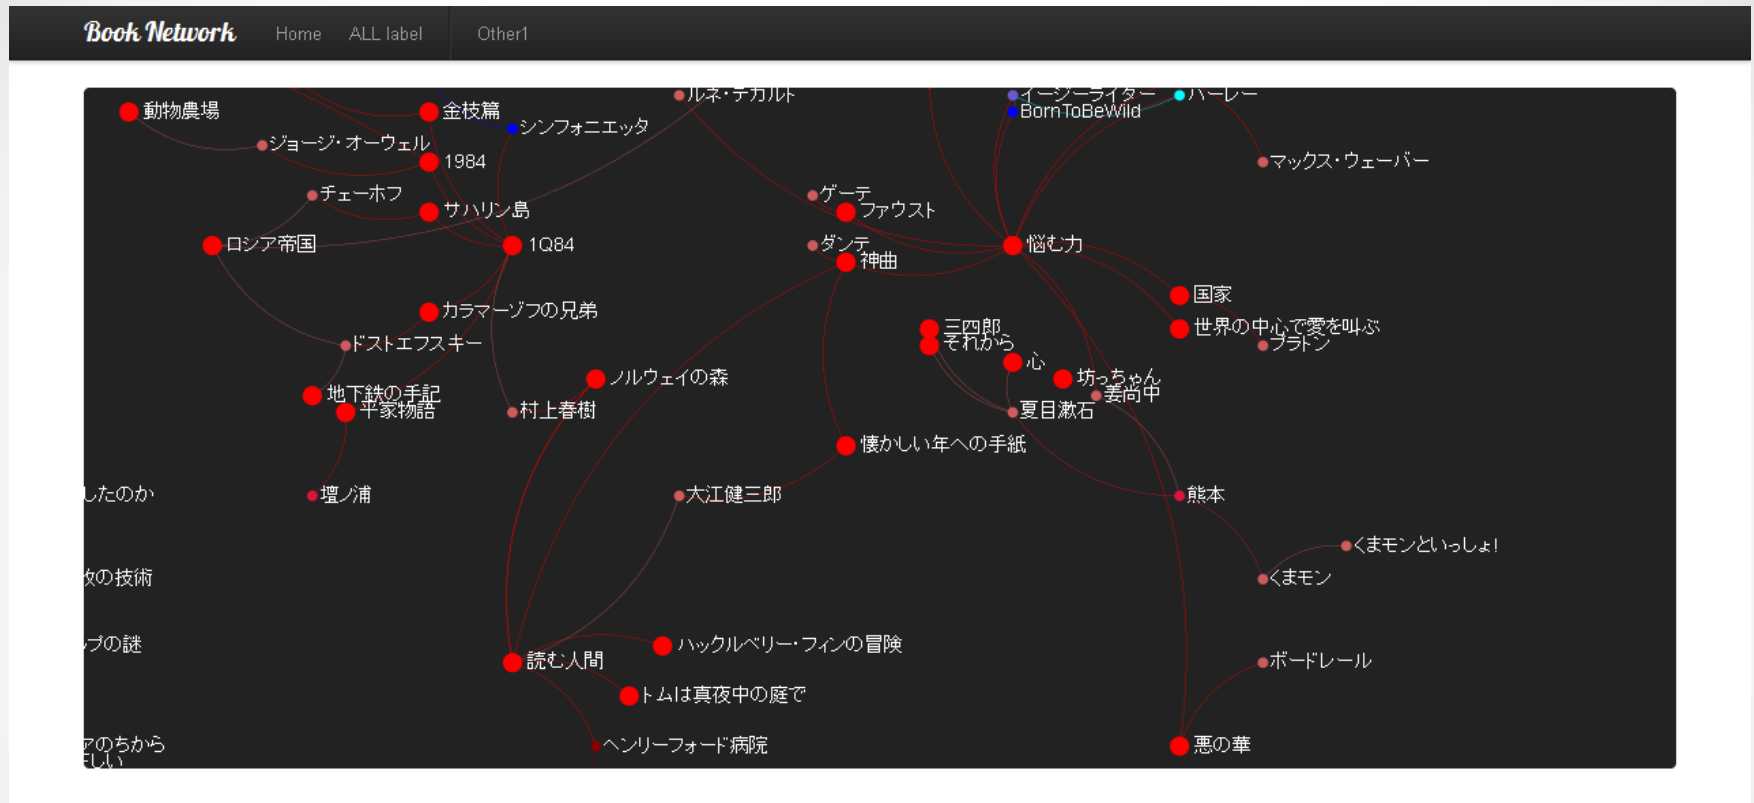 Book Network Home ALL label Other1
ルネ・デカルト
イージーライダー
ハーレー
動物農場
金枝篇
BornToBeWild
シンフォニエッタ
ジョージ・オーウェル
1984
マックス・ウェーバー
チェーホフ
ゲーテ
サハリン島
ファウスト
ロシア帝国
1Q84
ダンテ
悩む力
神曲
国家
カラマーゾフの兄弟
三四郎
世界の中心で愛を叫ぶ
ドストエフスキー
それから
プラトン
心
ノルウェイの森
坊っちゃん
地下鉄の手記
姜尚中
平家物語
村上春樹
夏目漱石
懐かしい年への手紙
したのか
壇ノ浦
大江健三郎
熊本
くまモンといっしょ!
の技術
くまモン
プの謎
ハックルベリー・フィンの冒険
読む人間
ボードレール
トムは真夜中の庭で
アのちから
ヘンリーフォード病院
悪の華
しい